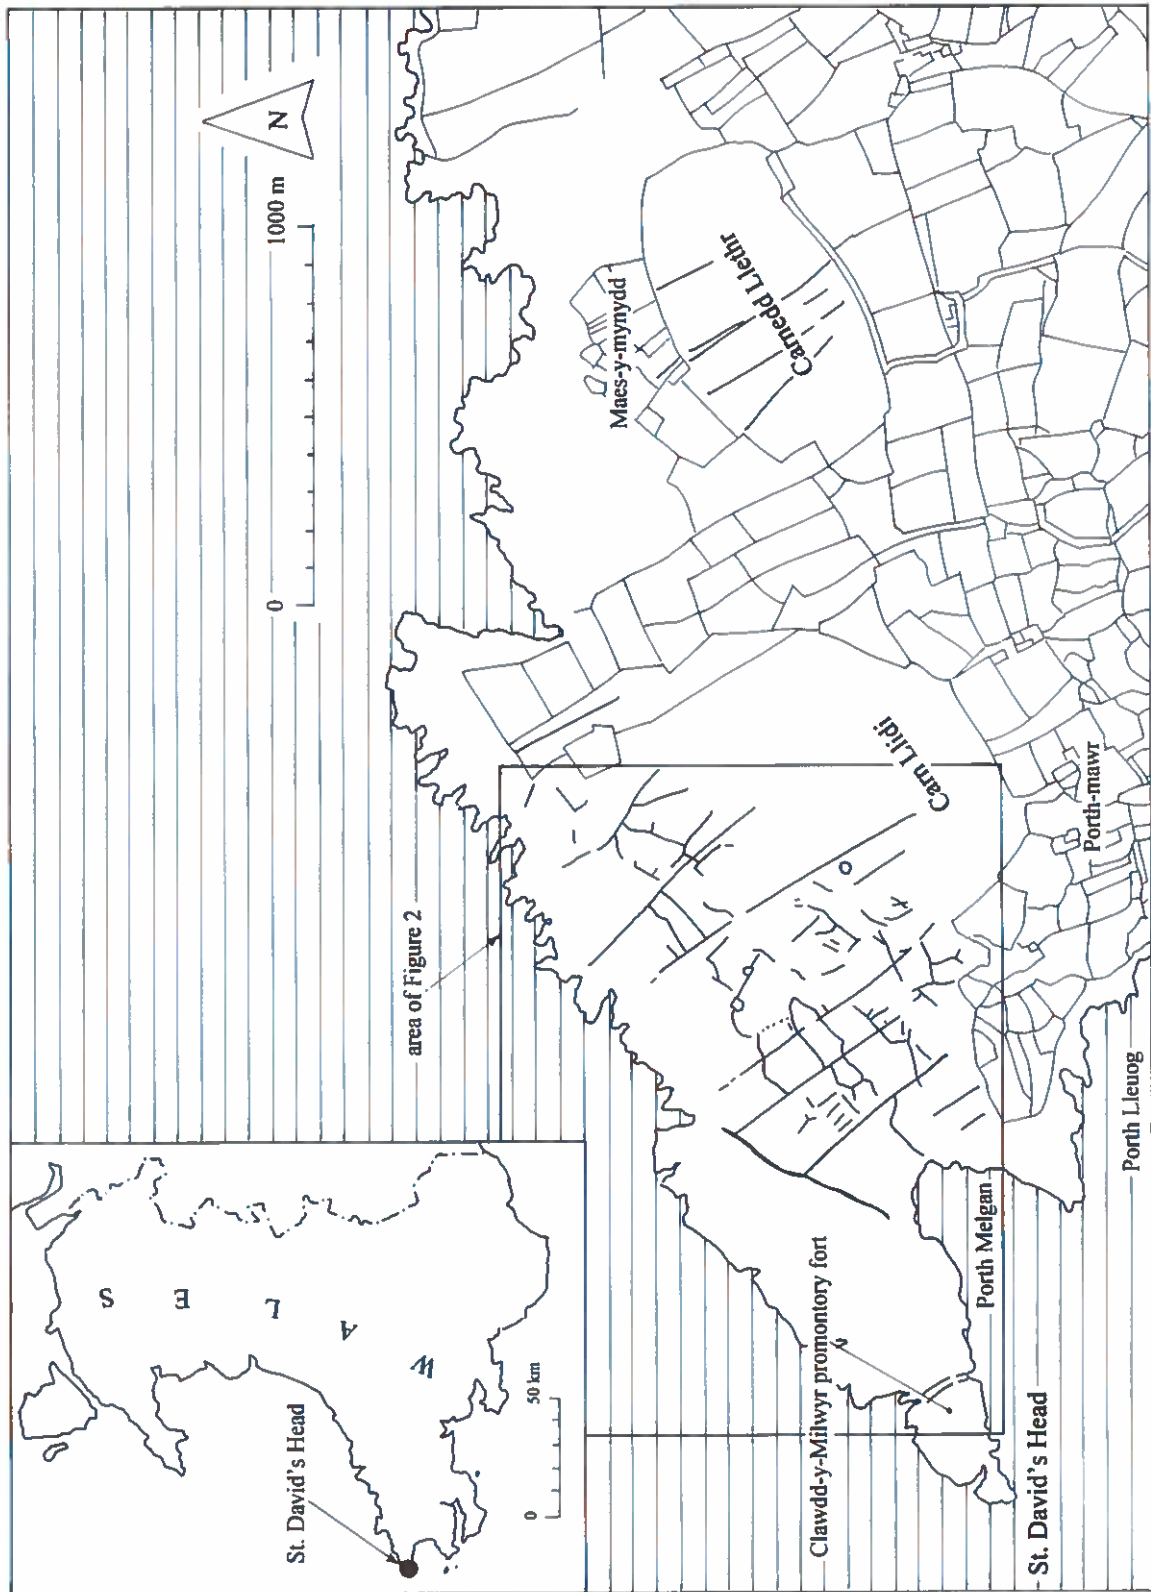 St. David's Head
0
50 km
W
A
L
E
S
area of Figure 2
0
1000 m
N
Maes-y-mynydd
Carnedd Lleithr
Carn Llidi
Clawdd-y-Milwyr promontory fort
Porth Melgan
St. David's Head
Porth-mawr
Porth Lleuog